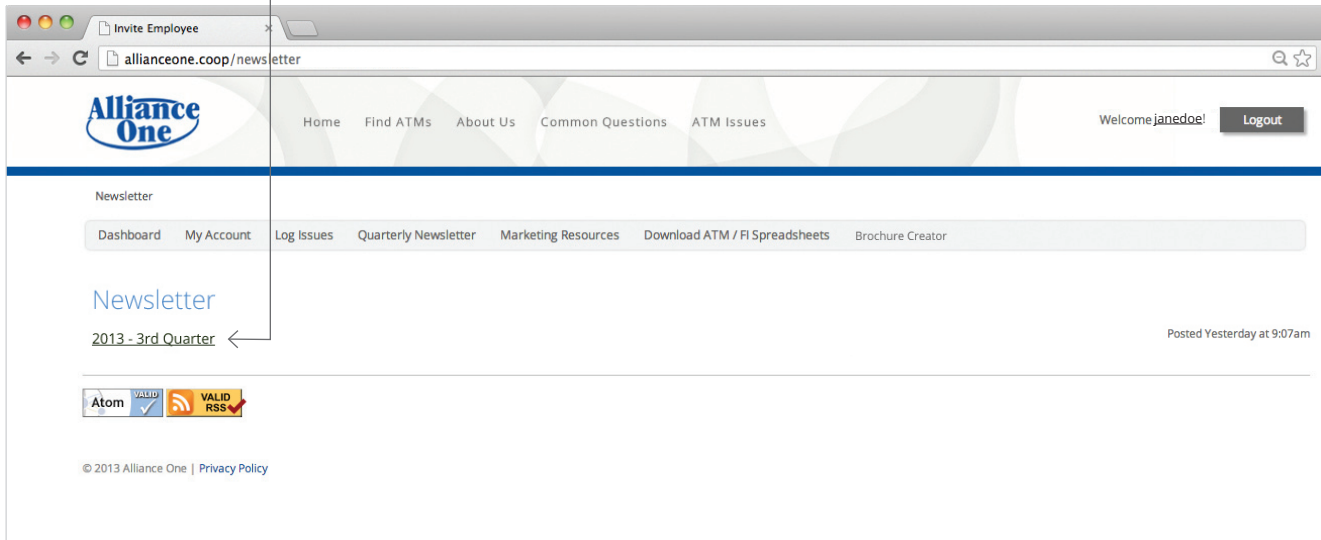 Invite Employee
allianceone.coop/newsletter
Alliance
One
Home Find ATMs About Us Common Questions ATM Issues
Welcome janedoe! Logout
Newsletter
Dashboard My Account Log Issues Quarterly Newsletter Marketing Resources Download ATM / FI Spreadsheets Brochure Creator
Newsletter
2013 - 3rd Quarter Posted Yesterday at 9:07am
Atom VALID VALID
RSS
© 2013 Alliance One | Privacy Policy